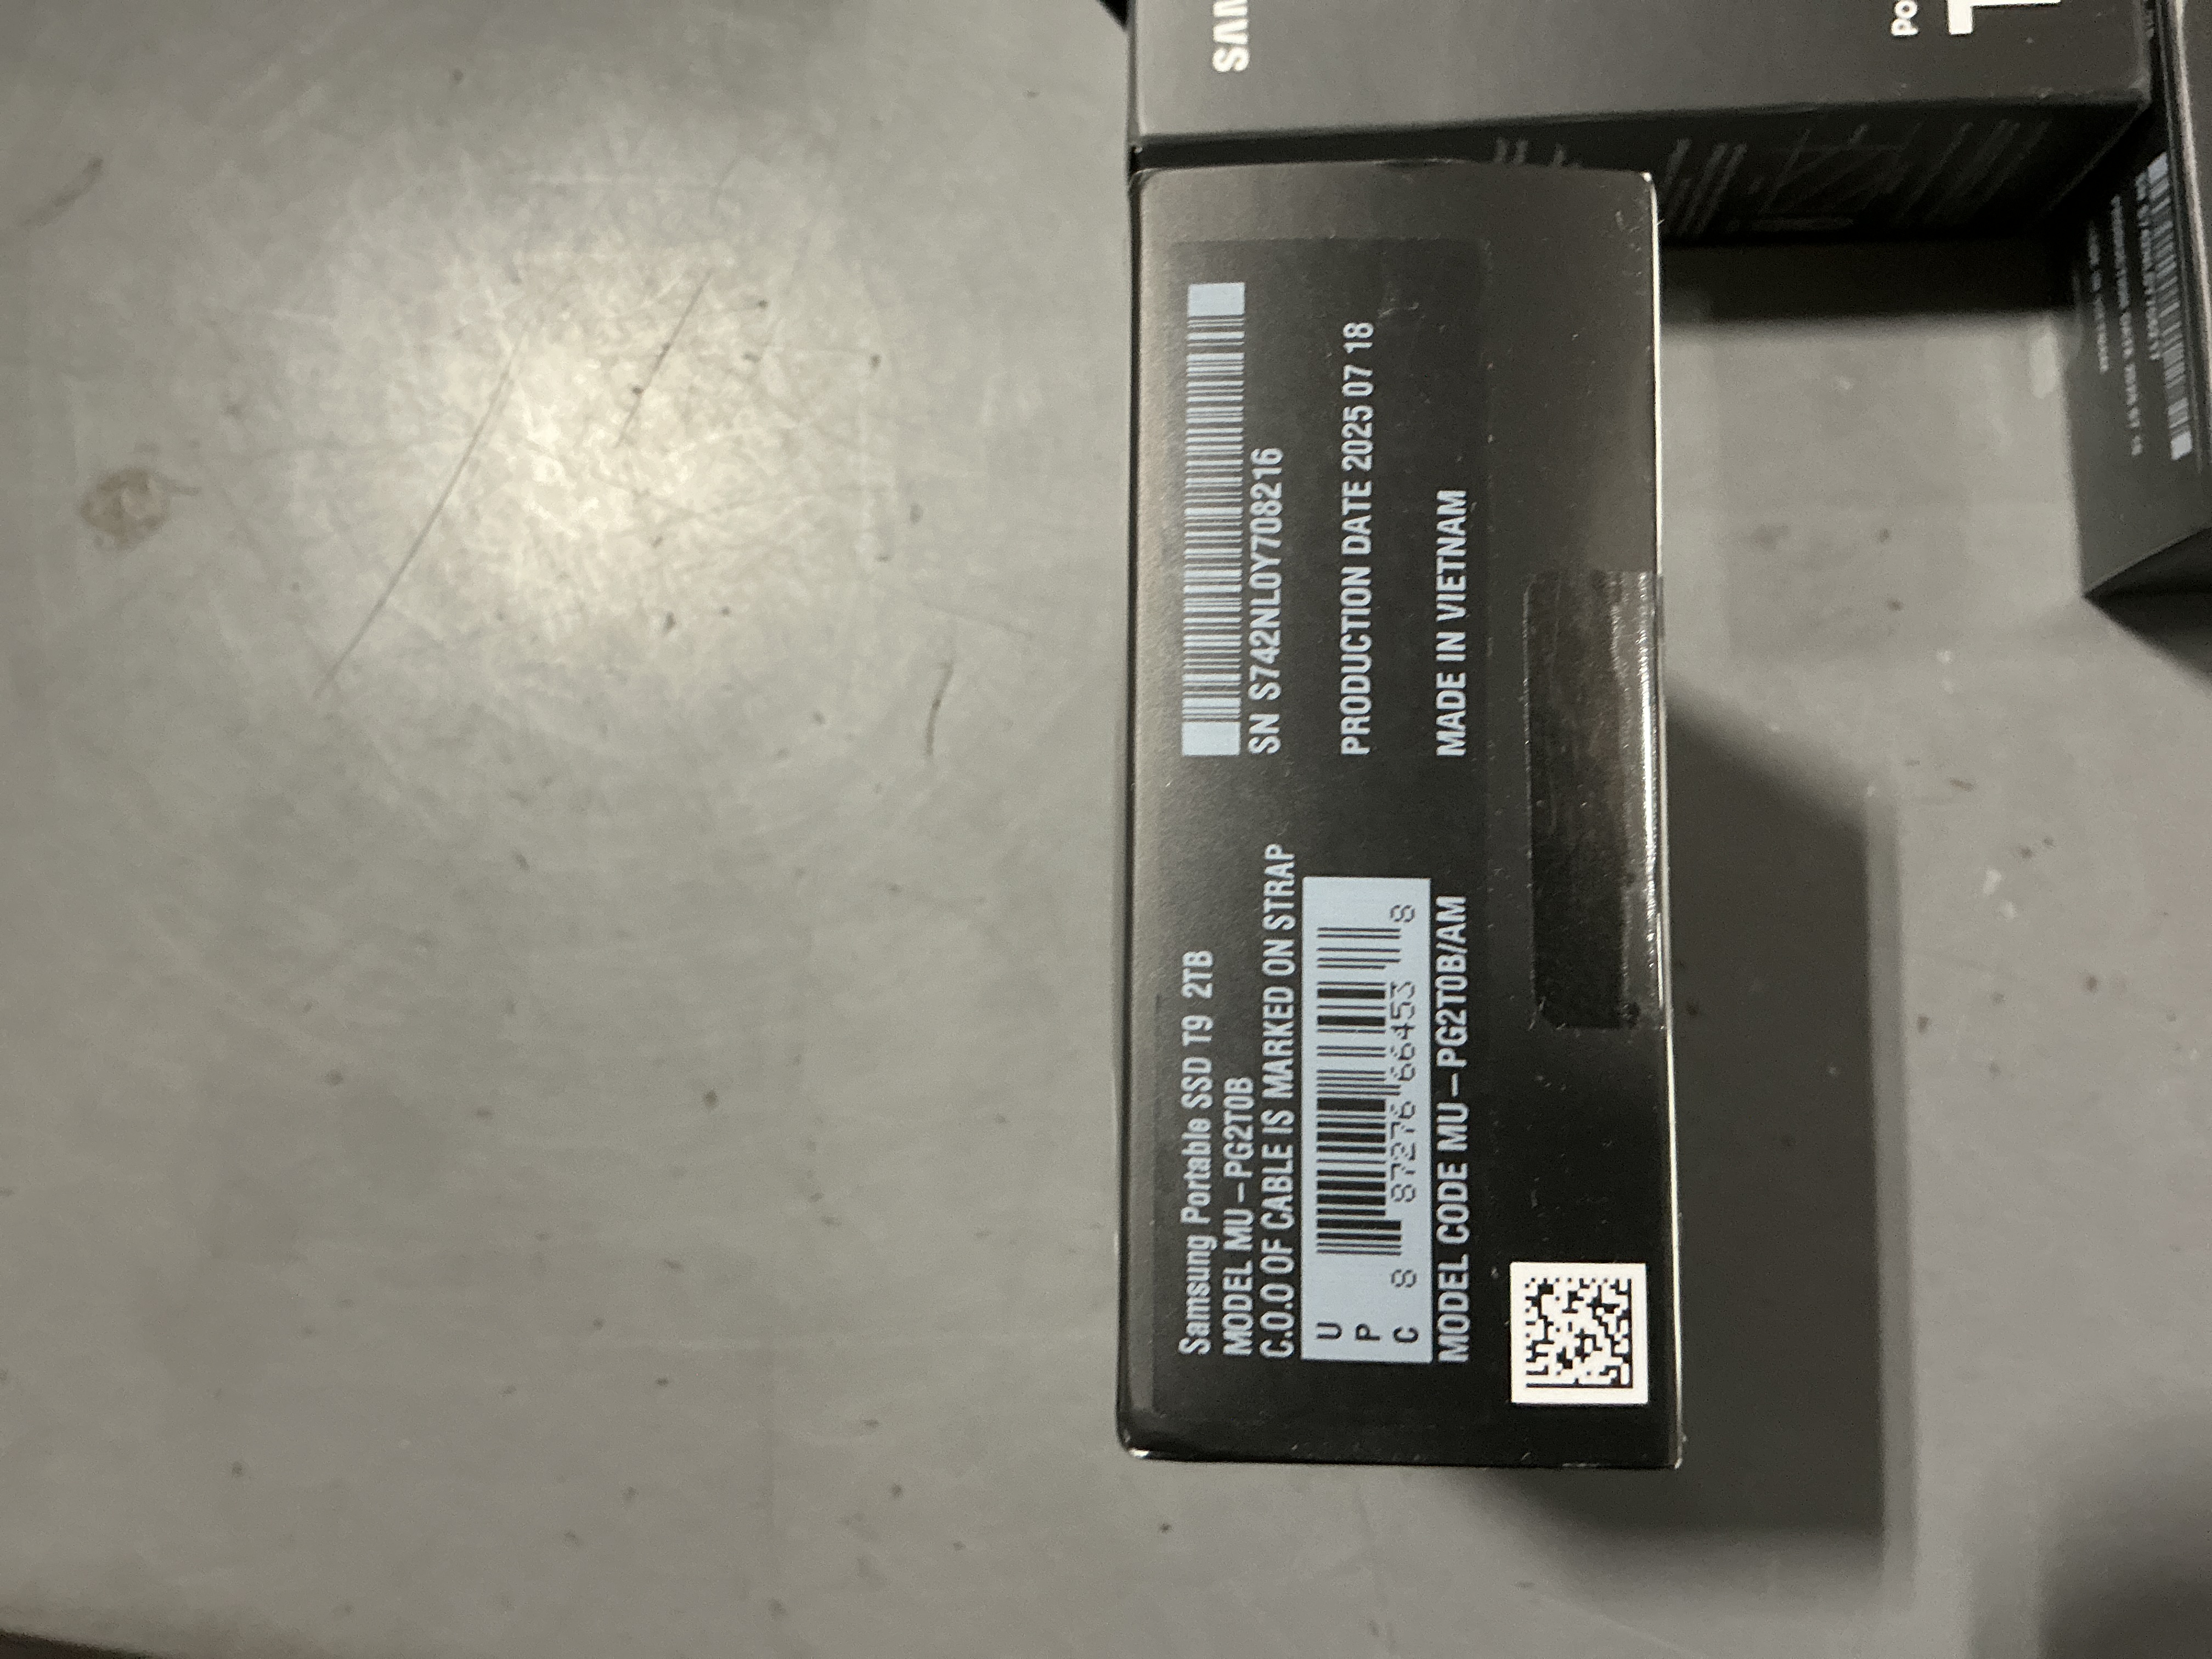 Samsung Portable SSD T9 2TB
MODEL MU-PG2T0B
C.O.O OF CABLE IS MARKED ON STRAP
UPC
8 87276 66453 8
MODEL CODE MU-PG2T0B/AM
SN S742NL0Y708216
PRODUCTION DATE 2025 07 18
MADE IN VIETNAM